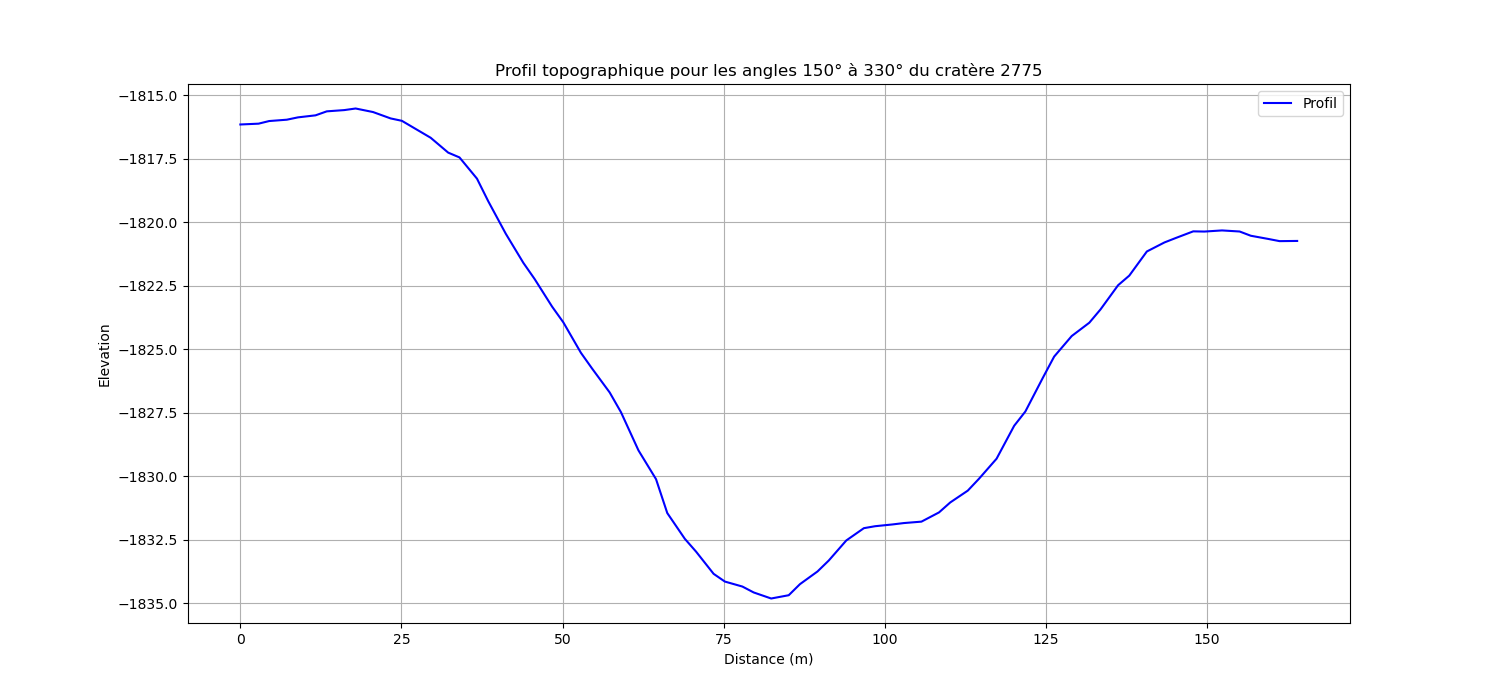 Profil topographique pour les angles 150° à 330° du cratère 2775
Profil
−1815.0
−1817.5
−1820.0
−1822.5
−1825.0
−1827.5
−1830.0
−1832.5
−1835.0
Elevation
0 25 50 75 100 125 150
Distance (m)